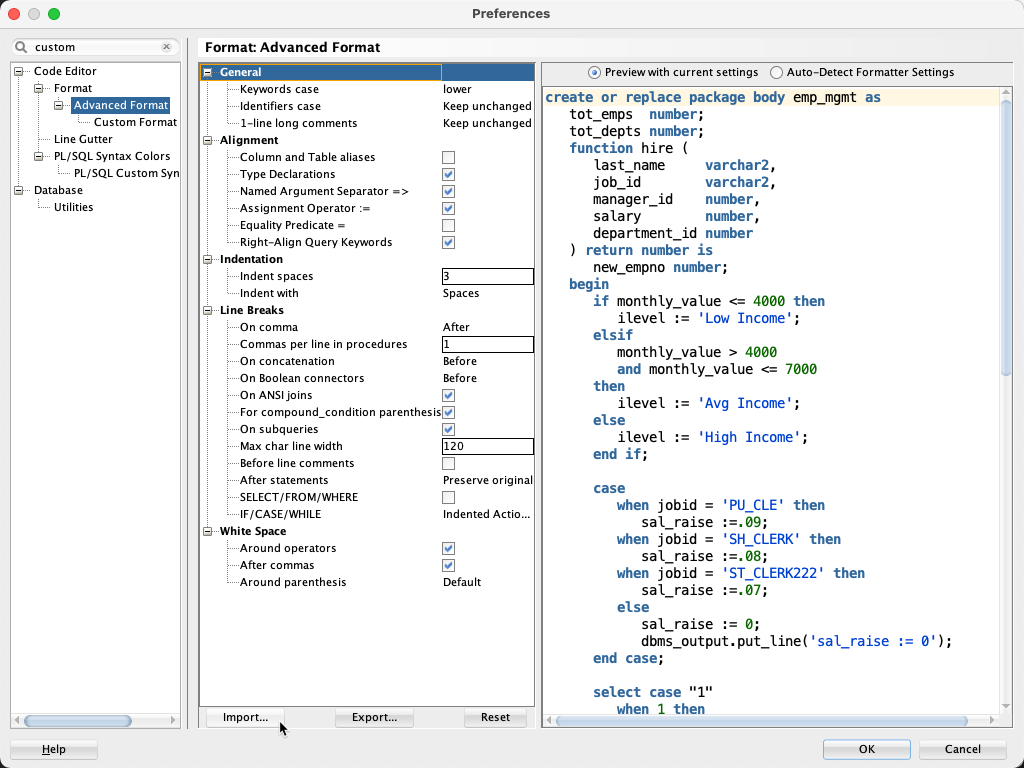 Preferences
custom
Code Editor
Format
Advanced Format
Custom Format
Line Gutter
PL/SQL Syntax Colors
PL/SQL Custom Syn
Database
Utilities
Format: Advanced Format
General
Keywords case lower
Identifiers case Keep unchanged
1-line long comments Keep unchanged
Alignment
Column and Table aliases
Type Declarations
Named Argument Separator =>
Assignment Operator :=
Equality Predicate =
Right-Align Query Keywords
Indentation
Indent spaces 3
Indent with Spaces
Line Breaks
On comma After
Commas per line in procedures 1
On concatenation Before
On Boolean connectors Before
On ANSI joins
For compound_condition parenthesis
On subqueries
Max char line width 120
Before line comments
After statements Preserve original
SELECT/FROM/WHERE
IF/CASE/WHILE Indented Actio...
White Space
Around operators
After commas
Around parenthesis Default
Import... Export... Reset
Preview with current settings Auto-Detect Formatter Settings
create or replace package body emp_mgmt as
tot_emps number;
tot_depts number;
function hire (
last_name varchar2,
job_id varchar2,
manager_id number,
salary number,
department_id number
) return number is
new_empno number;
begin
if monthly_value <= 4000 then
ilevel := 'Low Income';
elsif
monthly_value > 4000
and monthly_value <= 7000
then
ilevel := 'Avg Income';
else
ilevel := 'High Income';
end if;
case
when jobid = 'PU_CLE' then
sal_raise :=.09;
when jobid = 'SH_CLERK' then
sal_raise :=.08;
when jobid = 'ST_CLERK222' then
sal_raise :=.07;
else
sal_raise := 0;
dbms_output.put_line('sal_raise := 0');
end case;
select case "1"
when 1 then
Help OK Cancel